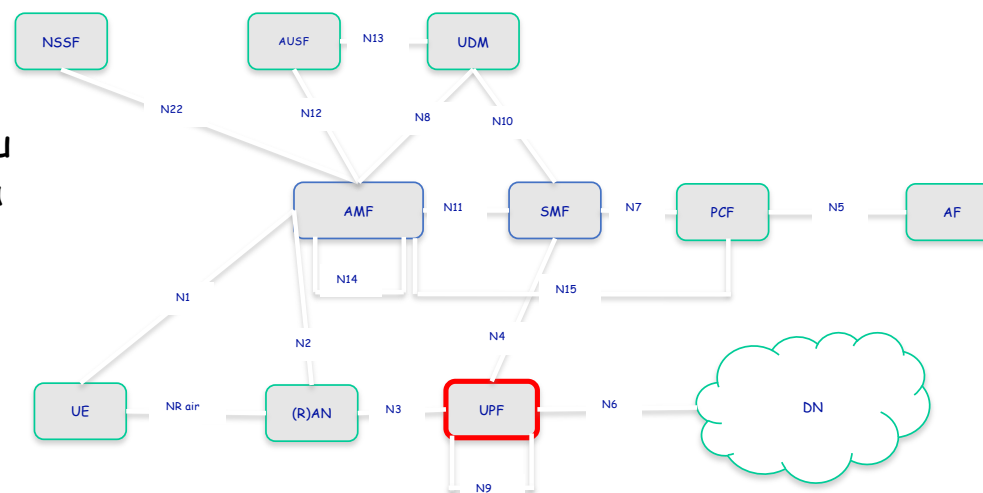 NSSF
AUSF
N13
UDM
N22
N12
N8
N10
AMF
N11
SMF
N7
PCF
N5
AF
N14
N15
N1
N2
N4
UE
NR air
(R)AN
N3
UPF
N6
DN
N9